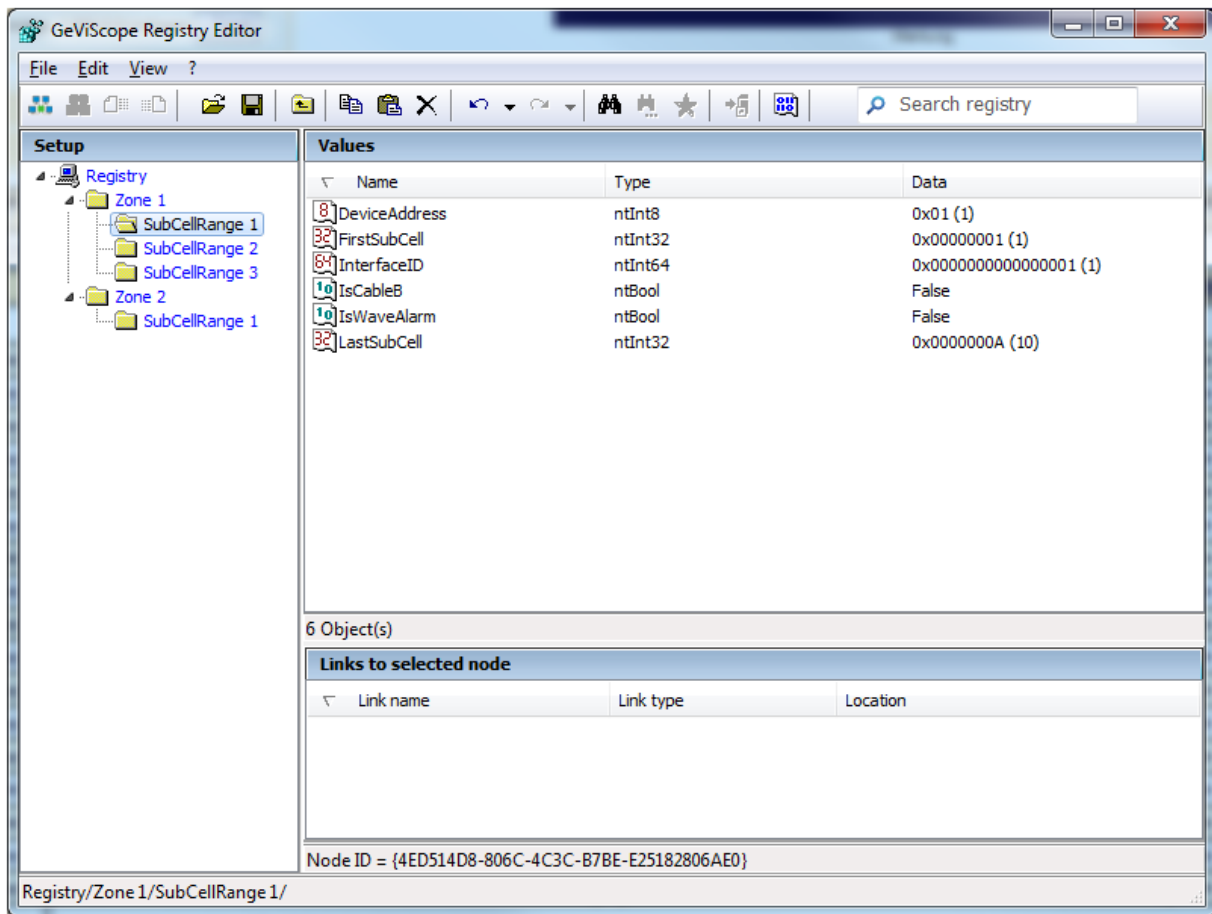 GeViScope Registry Editor
File Edit View ?
Search registry
Setup
Registry
Zone 1
SubCellRange 1
SubCellRange 2
SubCellRange 3
Zone 2
SubCellRange 1
Values
Name Type Data
DeviceAddress ntInt8 0x01 (1)
FirstSubCell ntInt32 0x00000001 (1)
InterfaceID ntInt64 0x0000000000000001 (1)
IsCableB ntBool False
IsWaveAlarm ntBool False
LastSubCell ntInt32 0x0000000A (10)
6 Object(s)
Links to selected node
Link name Link type Location
Node ID = {4ED514D8-806C-4C3C-B7BE-E25182806AE0}
Registry/Zone 1/SubCellRange 1/